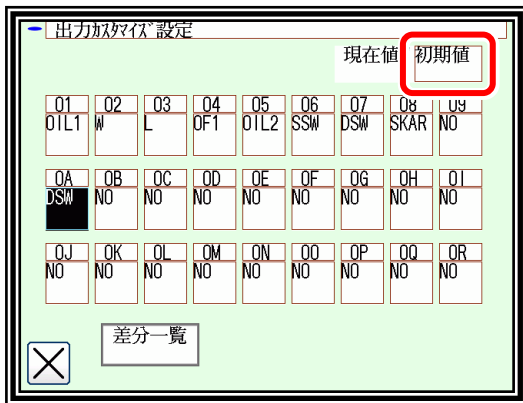 出力ｶｽﾀﾏｲｽﾞ設定
現在値 初期値
01 02 03 04 05 06 07 08 09
OIL1 W L OF1 OIL2 SSW DSW SKAR NO
0A 0B 0C 0D 0E 0F 0G 0H 0I
DSW NO NO NO NO NO NO NO NO
0J 0K 0L 0M 0N 0O 0P 0Q 0R
NO NO NO NO NO NO NO NO NO
差分一覧